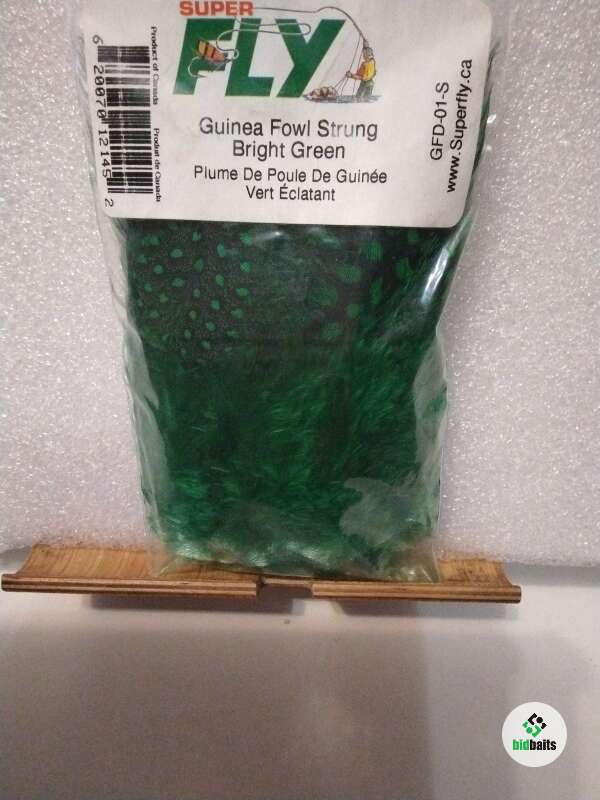 SUPER
FLY
Guinea Fowl Strung
Bright Green
Plume De Poule De Guinée
Vert Éclatant
GFD-01-S
www.Superfly.ca
Product of Canada
Produit de Canada
6 20070 12145 2
bidbaits